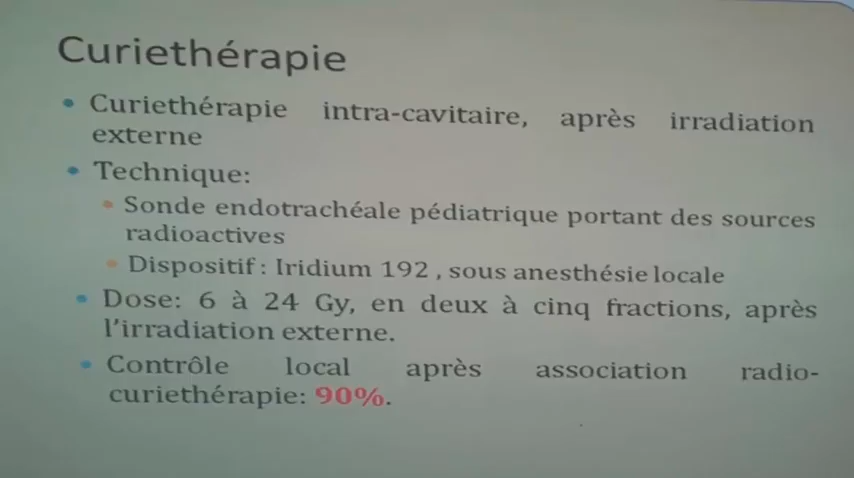 Curiethérapie
• Curiethérapie intra-cavitaire, après irradiation
externe
• Technique:
• Sonde endotrachéale pédiatrique portant des sources
radioactives
• Dispositif : Iridium 192 , sous anesthésie locale
• Dose: 6 à 24 Gy, en deux à cinq fractions, après
l’irradiation externe.
• Contrôle local après association radio-
curiethérapie: 90%.